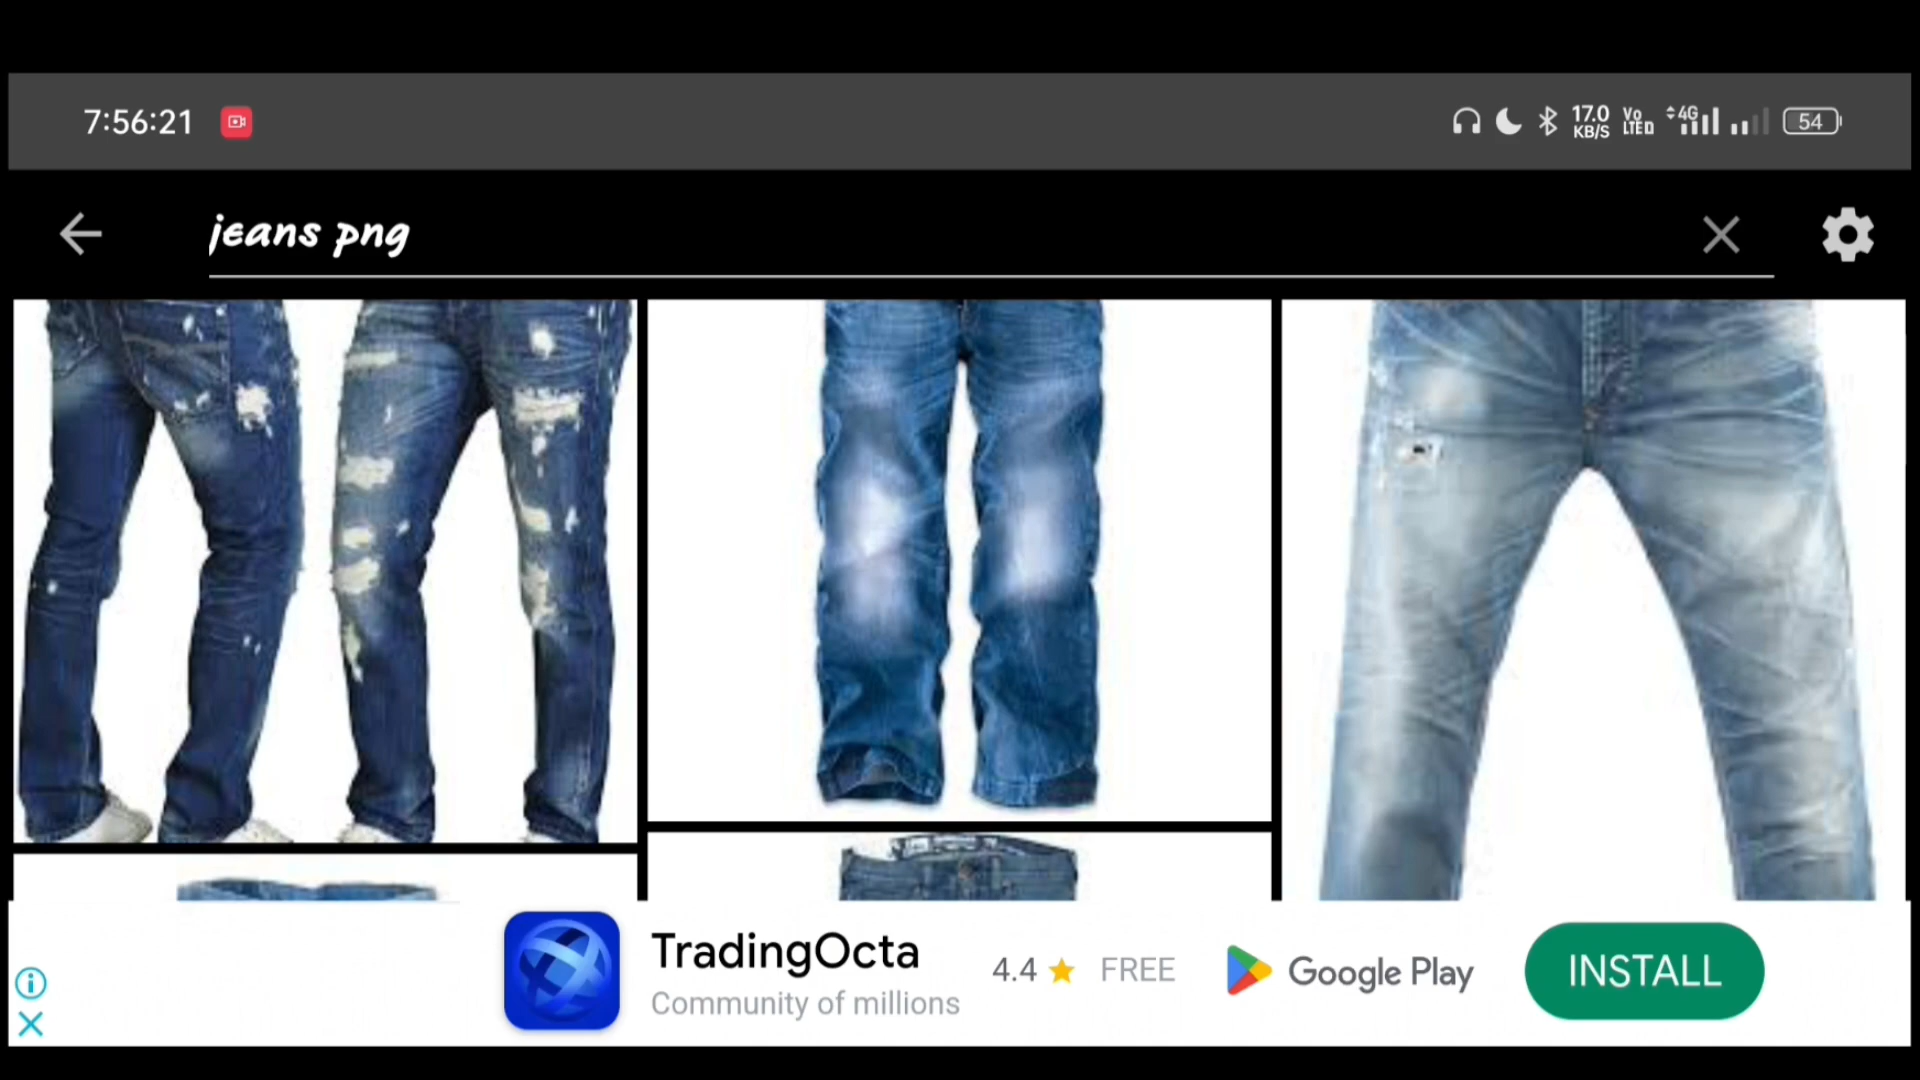 7:56:21
17.0
KB/S
Vo
LTED
4G
54
jeans png
TradingOcta
Community of millions
4.4
FREE
Google Play
INSTALL